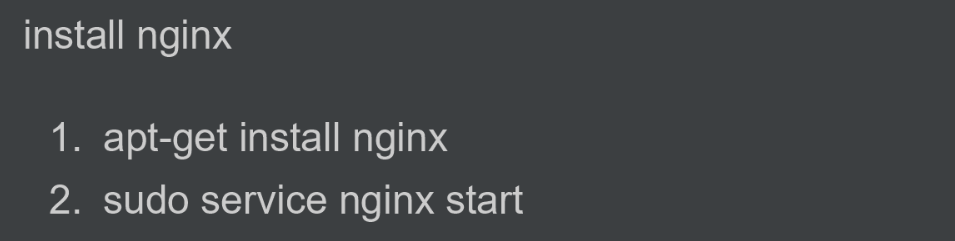 install nginx
1. apt-get install nginx
2. sudo service nginx start